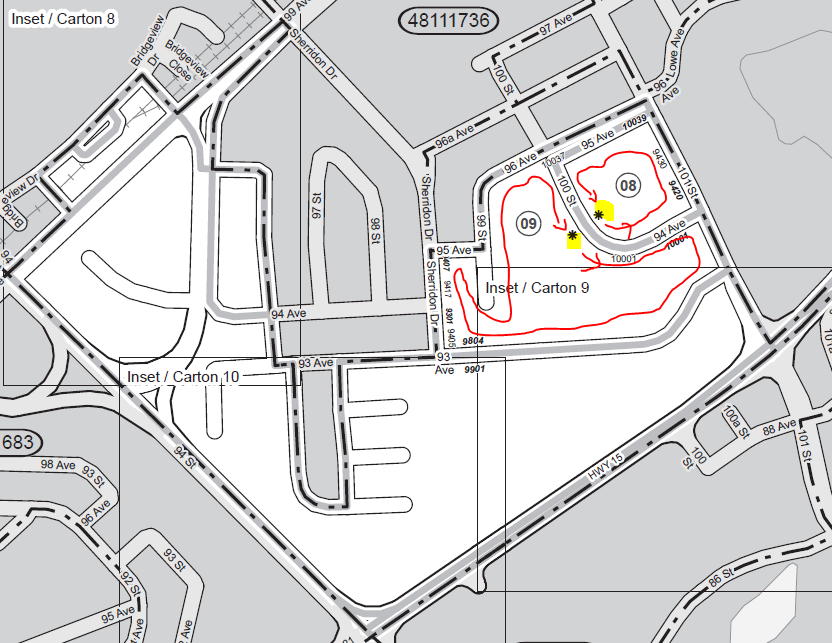 Inset / Carton 8
48111736
99 Ave
Bridgeview
Dr
Bridgeview
Close
Sherridon Dr
97 Ave
100 St
Lowe Ave
96
Ave
96a Ave
96 Ave
95 Ave
10039
10037
9430
101 St
9420
08
100 St
09
94 Ave
10004
10001
97 St
98 St
Sherridon Dr
99 St
95 Ave
9417
Sherridon Dr
9301
9405
Inset / Carton 9
94
94 Ave
9804
93 Ave
93
Ave
9901
Inset / Carton 10
683
98 Ave
93 St
96 Ave
94 St
HWY 15
100a St
88 Ave
100
St
101 St
93 St
92 St
95 Ave
86 St